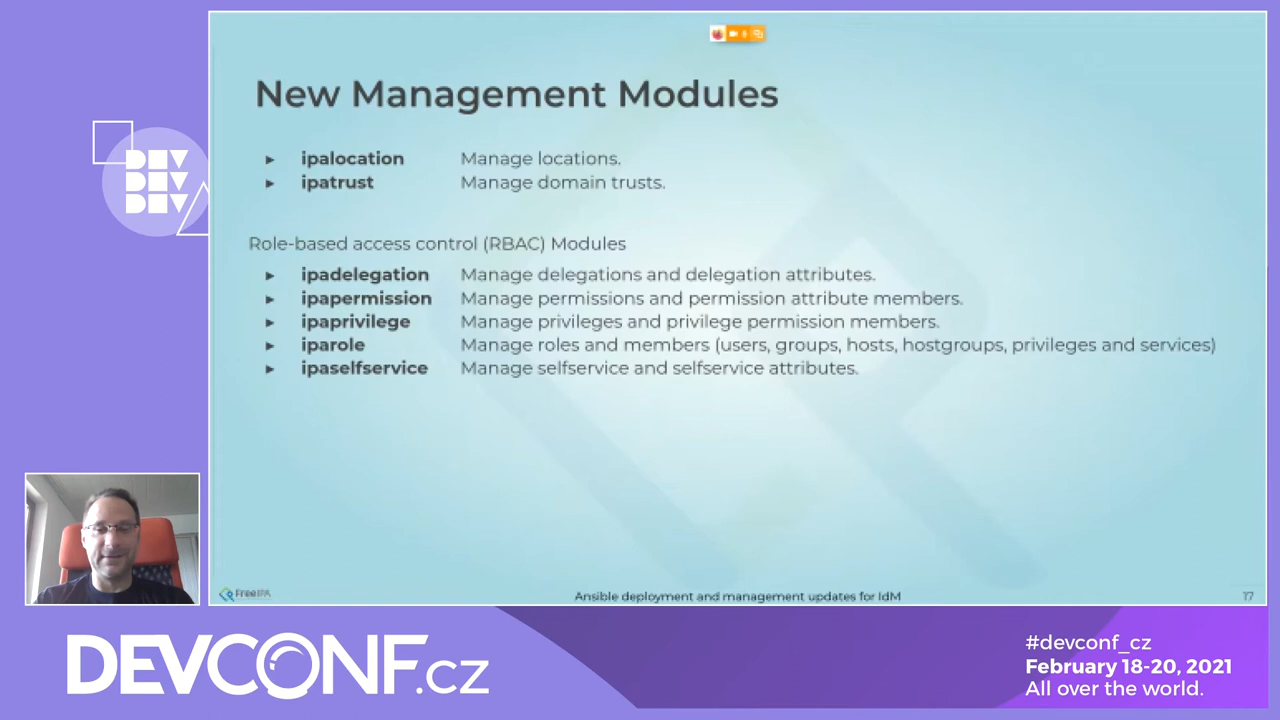 New Management Modules
► ipalocation Manage locations.
► ipatrust Manage domain trusts.
Role-based access control (RBAC) Modules
► ipadelegation Manage delegations and delegation attributes.
► ipapermission Manage permissions and permission attribute members.
► ipaprivilege Manage privileges and privilege permission members.
► iparole Manage roles and members (users, groups, hosts, hostgroups, privileges and services)
► ipaselfservice Manage selfservice and selfservice attributes.
FreeIPA
Ansible deployment and management updates for IdM
17
DEV
DEV
DEV
DEVCONF.cz
#devconf_cz
February 18-20, 2021
All over the world.